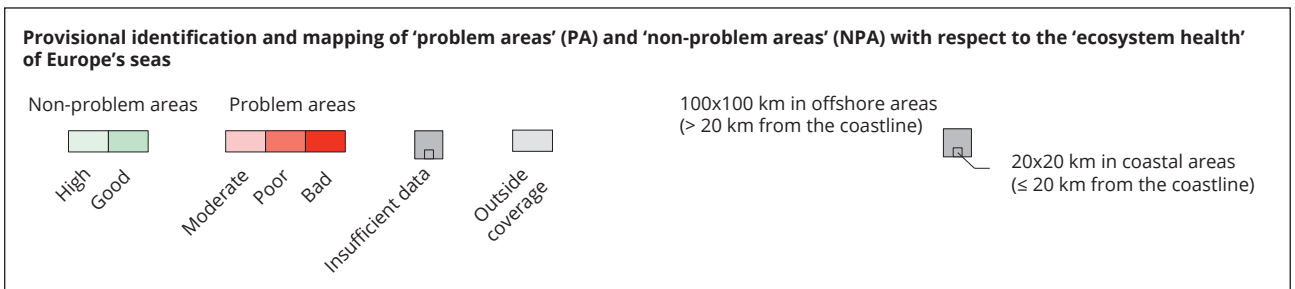 Provisional identification and mapping of ‘problem areas’ (PA) and ‘non-problem areas’ (NPA) with respect to the ‘ecosystem health’
of Europe’s seas
Non-problem areas
Problem areas
High
Good
Moderate
Poor
Bad
Insufficient data
Outside
coverage
100x100 km in offshore areas
(> 20 km from the coastline)
20x20 km in coastal areas
(≤ 20 km from the coastline)